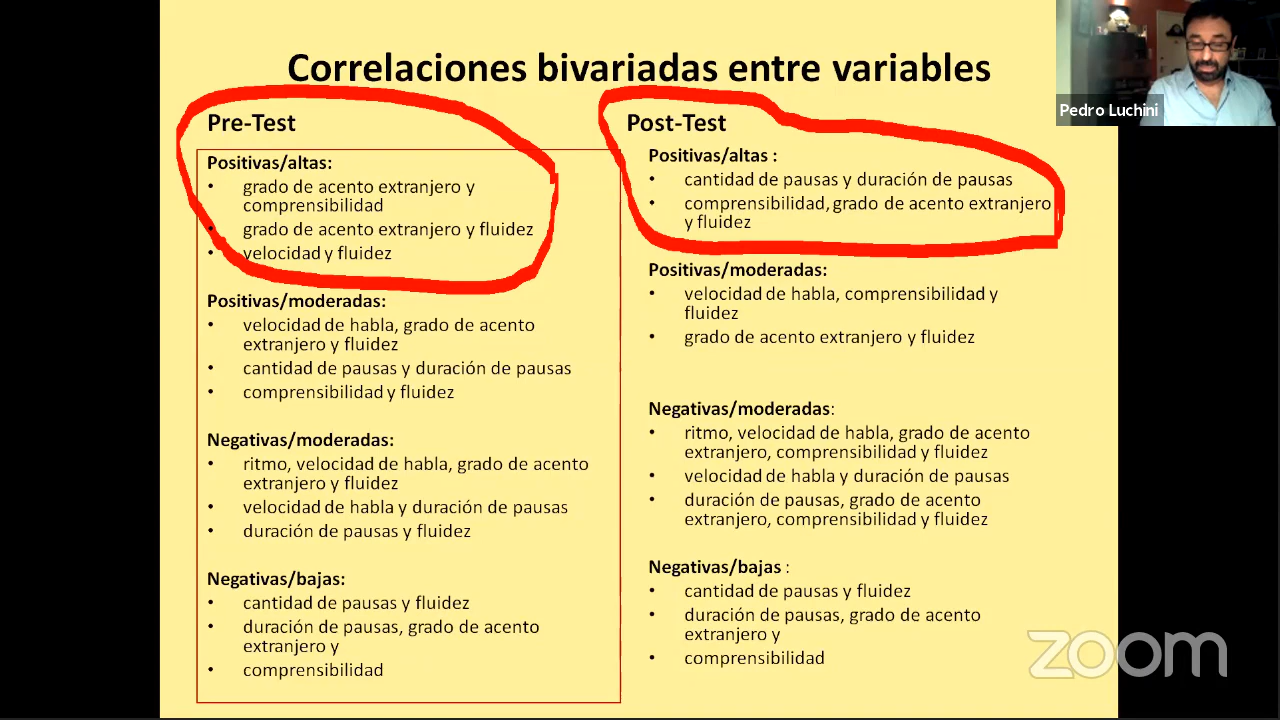 Correlaciones bivariadas entre variables
Pedro Luchini
Pre-Test
Positivas/altas:
• grado de acento extranjero y
comprensibilidad
• grado de acento extranjero y fluidez
• velocidad y fluidez
Positivas/moderadas:
• velocidad de habla, grado de acento
extranjero y fluidez
• cantidad de pausas y duración de pausas
• comprensibilidad y fluidez
Negativas/moderadas:
• ritmo, velocidad de habla, grado de acento
extranjero y fluidez
• velocidad de habla y duración de pausas
• duración de pausas y fluidez
Negativas/bajas:
• cantidad de pausas y fluidez
• duración de pausas, grado de acento
extranjero y
• comprensibilidad
Post-Test
Positivas/altas :
• cantidad de pausas y duración de pausas
• comprensibilidad, grado de acento extranjero
y fluidez
Positivas/moderadas:
• velocidad de habla, comprensibilidad y
fluidez
• grado de acento extranjero y fluidez
Negativas/moderadas:
• ritmo, velocidad de habla, grado de acento
extranjero, comprensibilidad y fluidez
• velocidad de habla y duración de pausas
• duración de pausas, grado de acento
extranjero, comprensibilidad y fluidez
Negativas/bajas :
• cantidad de pausas y fluidez
• duración de pausas, grado de acento
extranjero y
• comprensibilidad
zoom